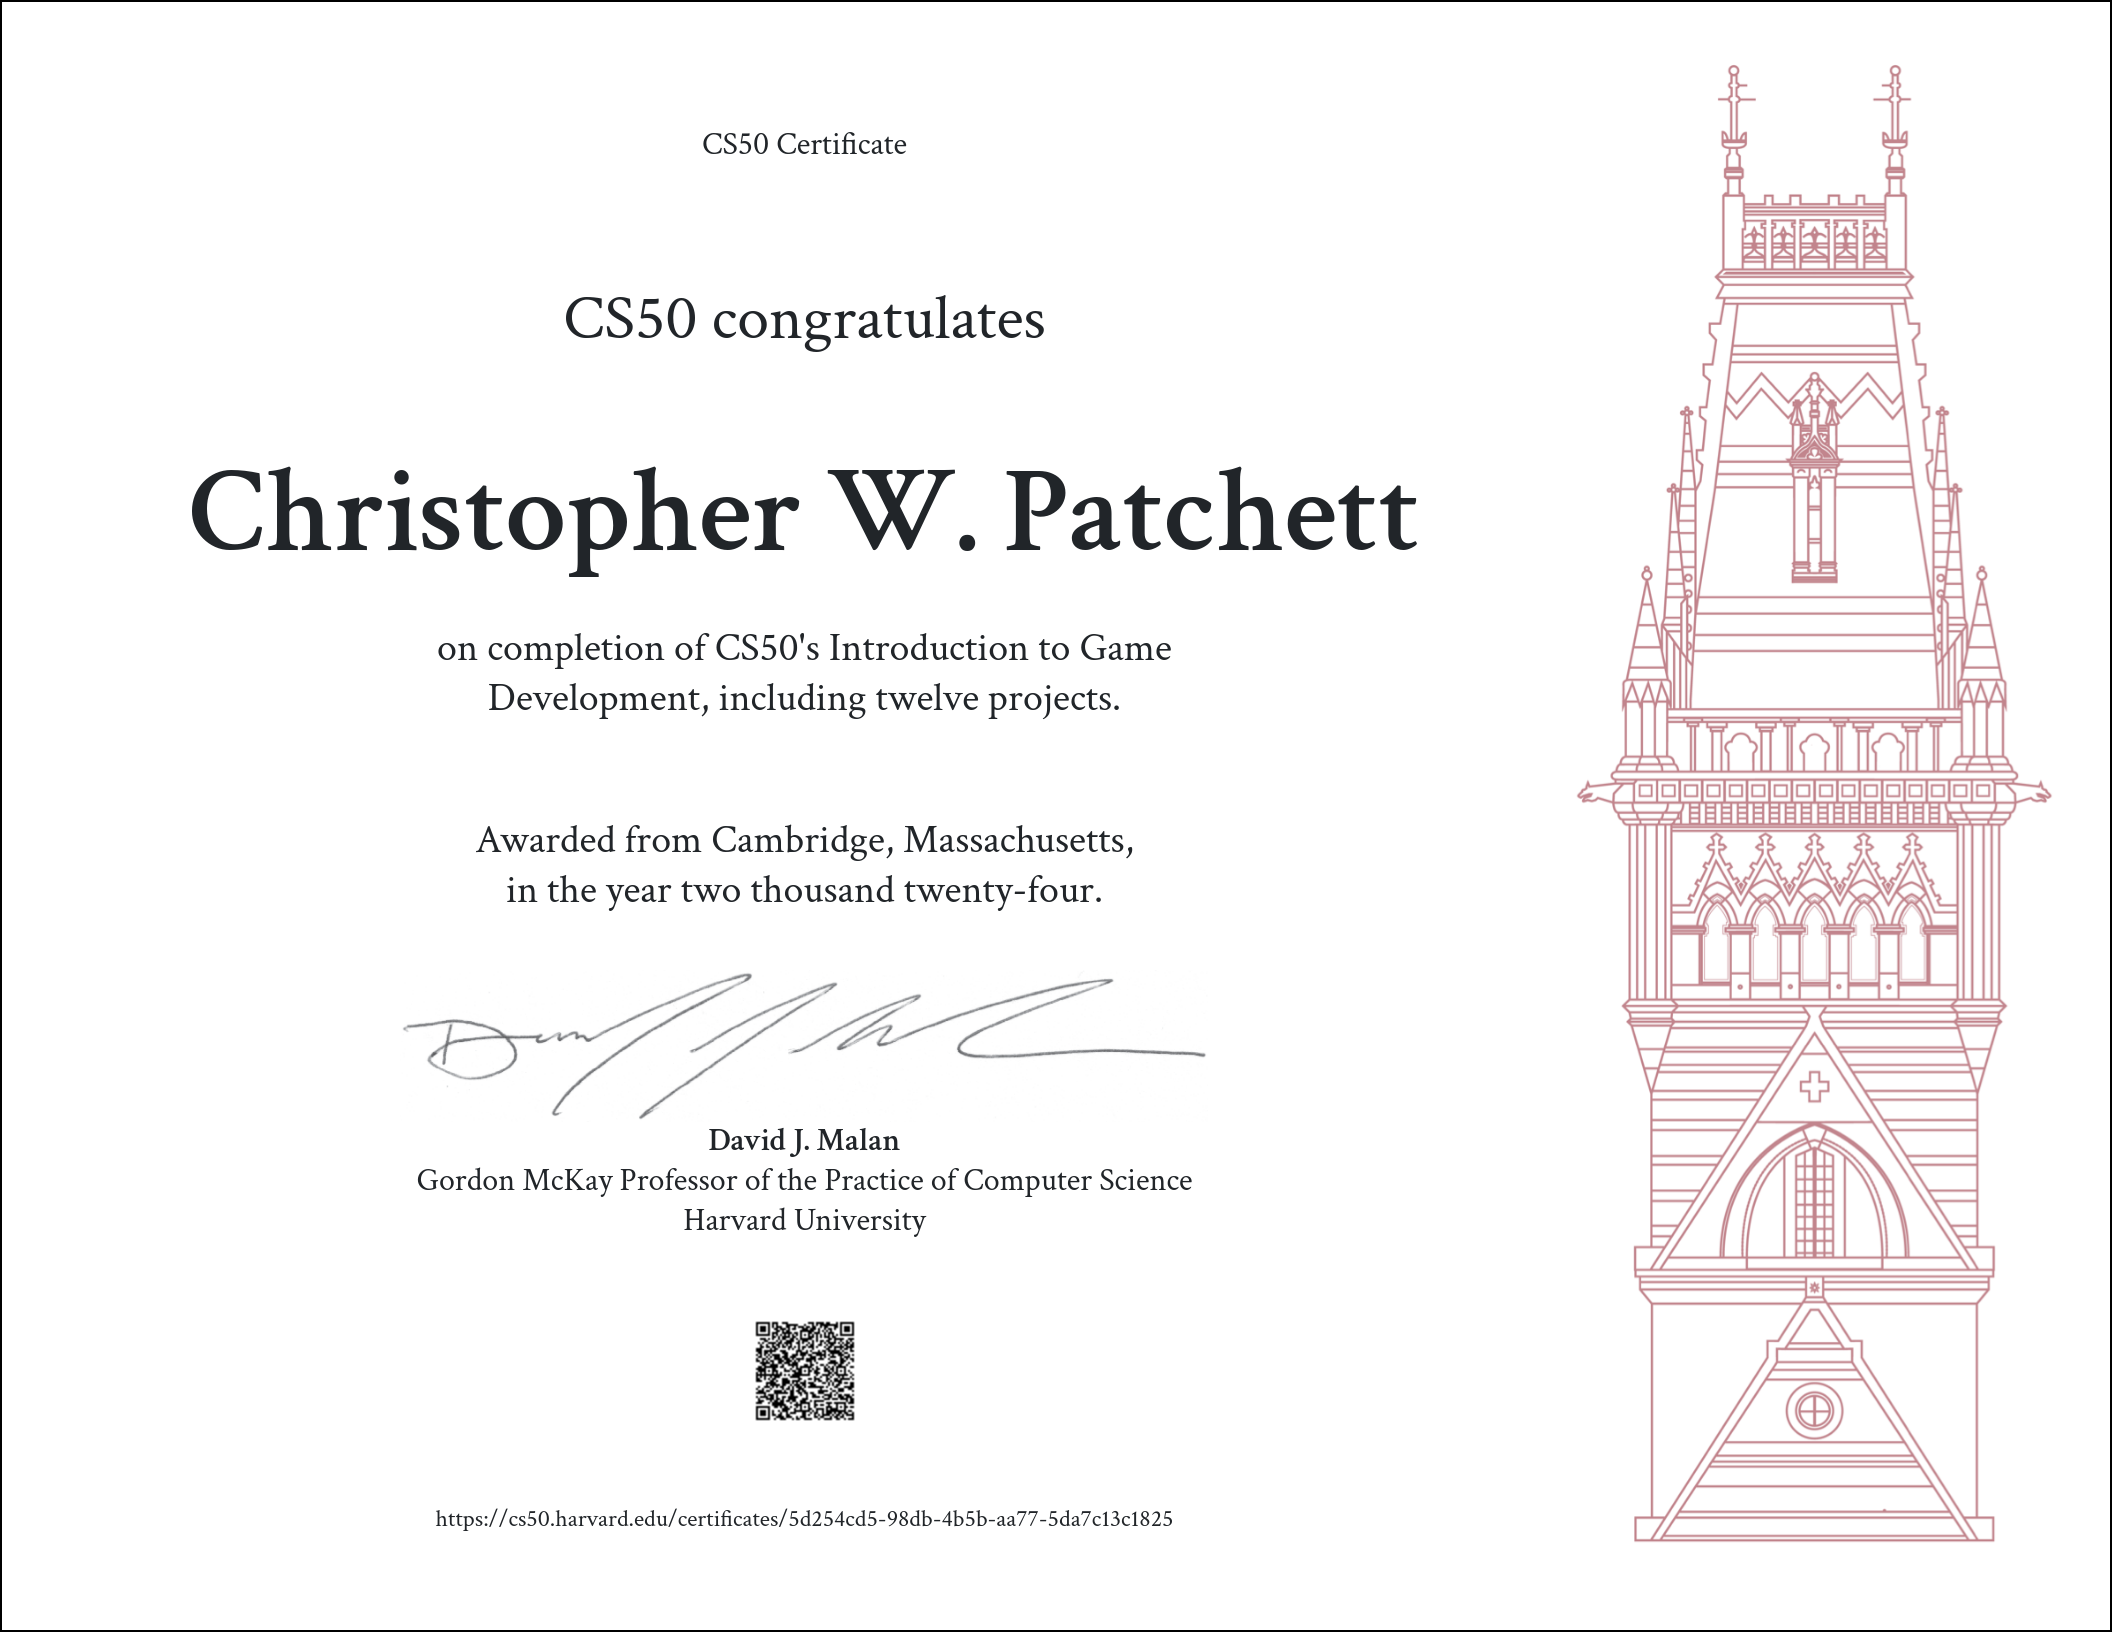 CS50 Certificate
CS50 congratulates
Christopher W. Patchett
on completion of CS50's Introduction to Game
Development, including twelve projects.
Awarded from Cambridge, Massachusetts,
in the year two thousand twenty-four.
David J. Malan
Gordon McKay Professor of the Practice of Computer Science
Harvard University
https://cs50.harvard.edu/certificates/5d254cd5-98db-4b5b-aa77-5da7c13c1825